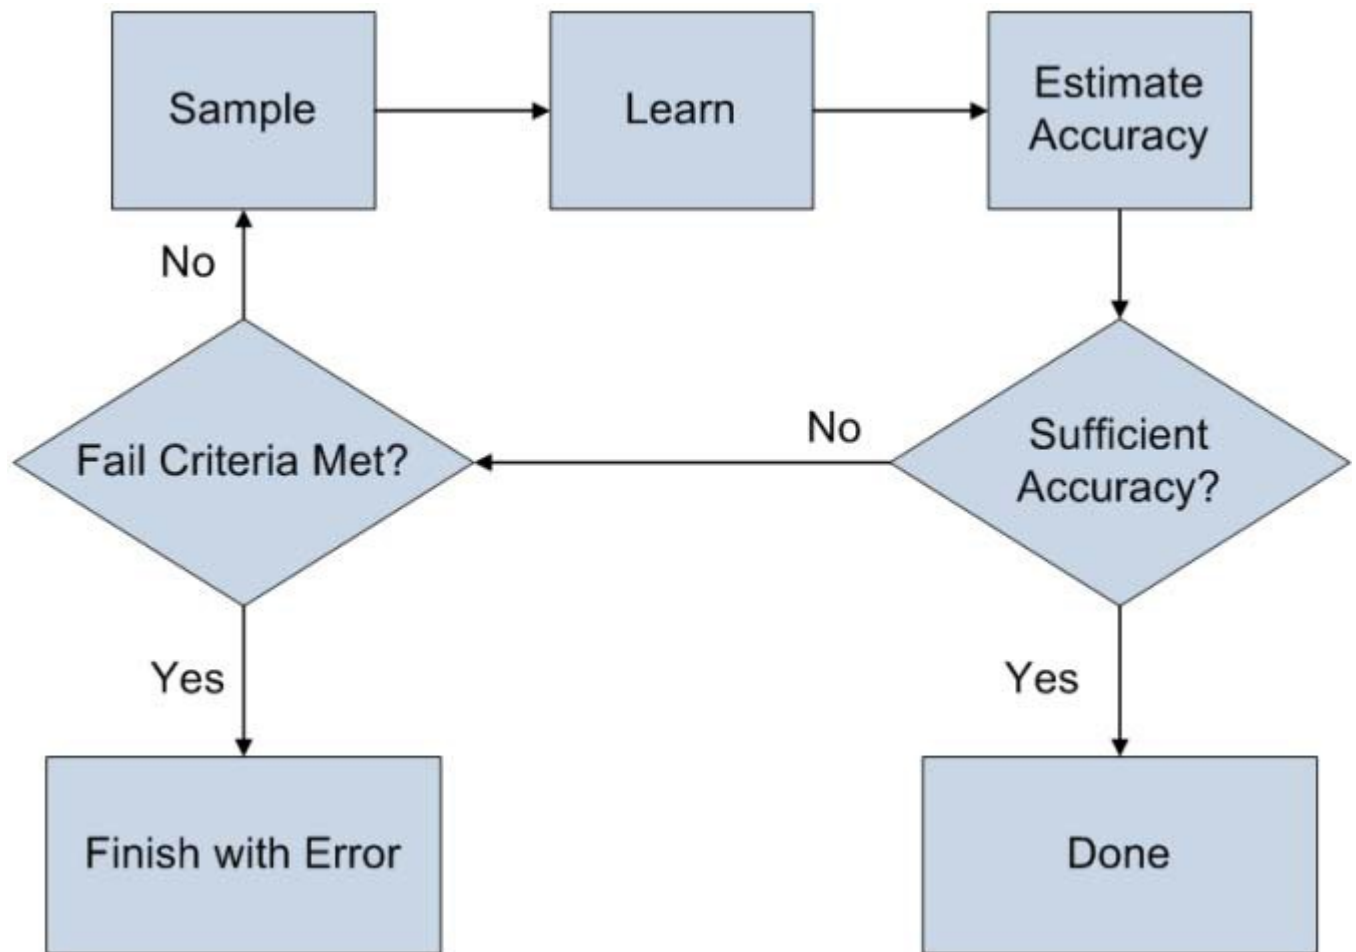 Sample
Learn
Estimate
Accuracy
No
Fail Criteria Met?
No
Sufficient
Accuracy?
Yes
Yes
Finish with Error
Done